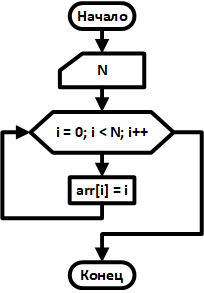 Начало
N
i = 0; i < N; i++
arr[i] = i
Конец